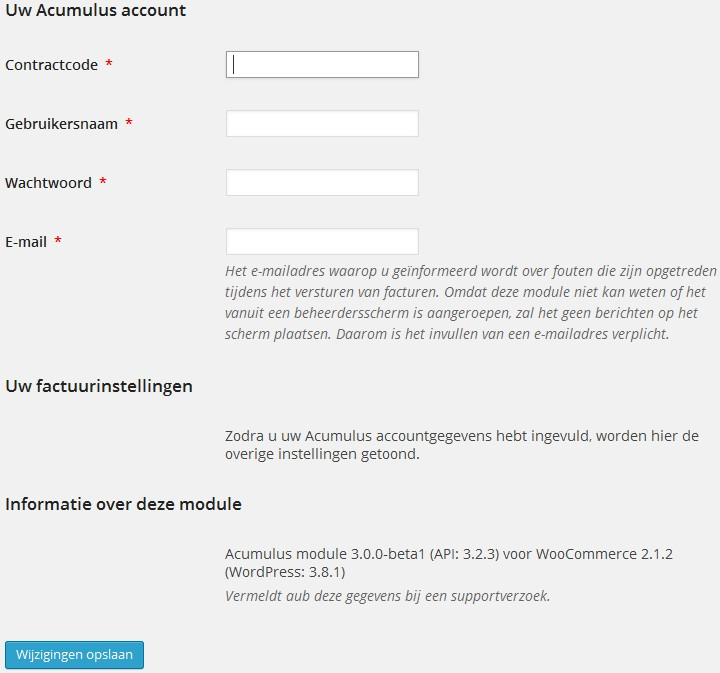 Uw Acumulus account
Contractcode *
Gebruikersnaam *
Wachtwoord *
E-mail *
Het e-mailadres waarop u geïnformeerd wordt over fouten die zijn opgetreden
tijdens het versturen van facturen. Omdat deze module niet kan weten of het
vanuit een beheerdersscherm is aangeroepen, zal het geen berichten op het
scherm plaatsen. Daarom is het invullen van een e-mailadres verplicht.
Uw factuurinstellingen
Zodra u uw Acumulus accountgegevens hebt ingevuld, worden hier de
overige instellingen getoond.
Informatie over deze module
Acumulus module 3.0.0-beta1 (API: 3.2.3) voor WooCommerce 2.1.2
(WordPress: 3.8.1)
Vermeldt aub deze gegevens bij een supportverzoek.
Wijzigingen opslaan